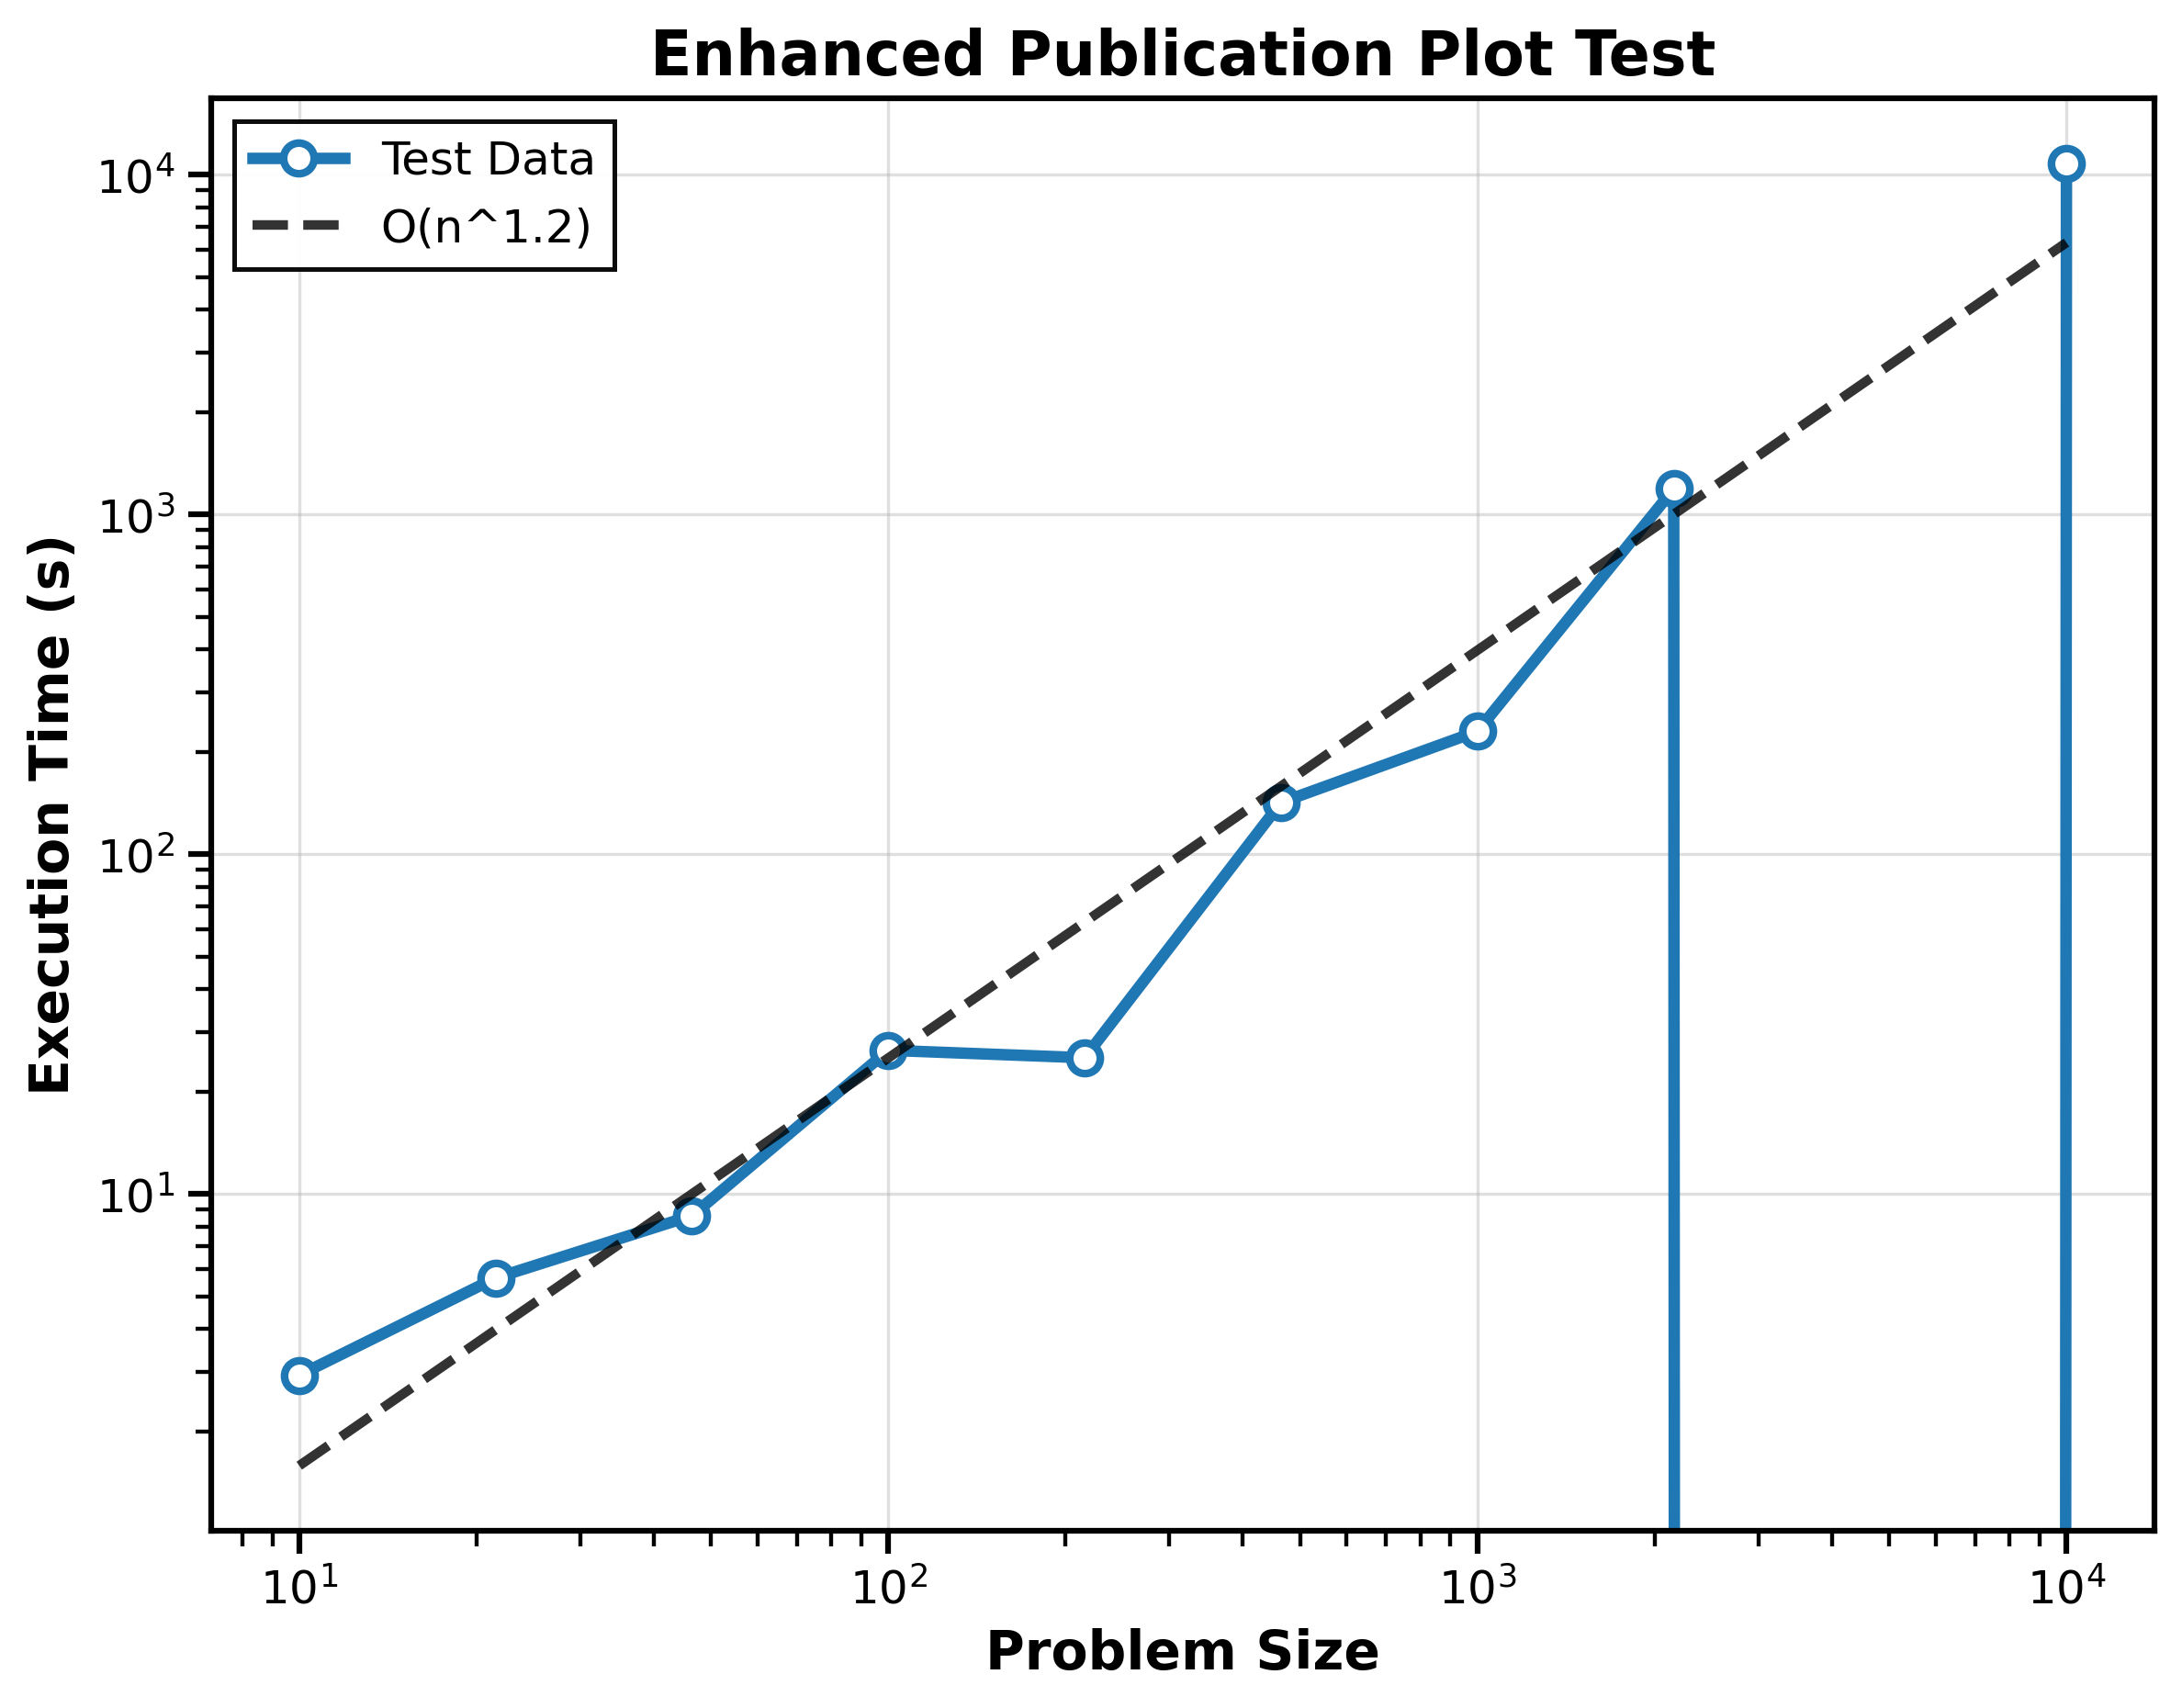 Enhanced Publication Plot Test
Test Data
O(n^1.2)
Execution Time (s)
10⁴
10³
10²
10¹
10¹ 10² 10³ 10⁴
Problem Size